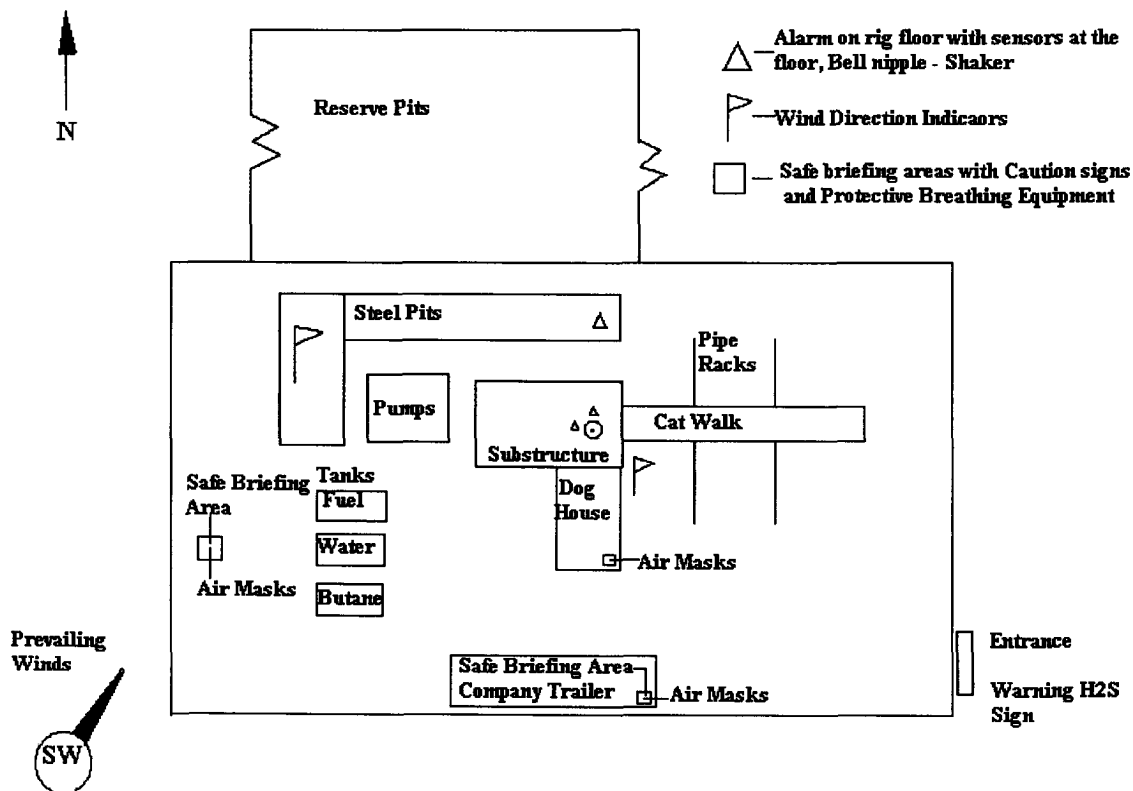 N
Reserve Pits
Alarm on rig floor with sensors at the
floor, Bell nipple - Shaker
Wind Direction Indicaors
Safe briefing areas with Caution signs
and Protective Breathing Equipment
Steel Pits
Pipe
Racks
Pumps
Cat Walk
Substructure
Safe Briefing
Area
Tanks
Fuel
Dog
House
Water
Air Masks
Air Masks
Butane
Prevailing
Winds
SW
Safe Briefing Area
Company Trailer
Air Masks
Entrance
Warning H2S
Sign